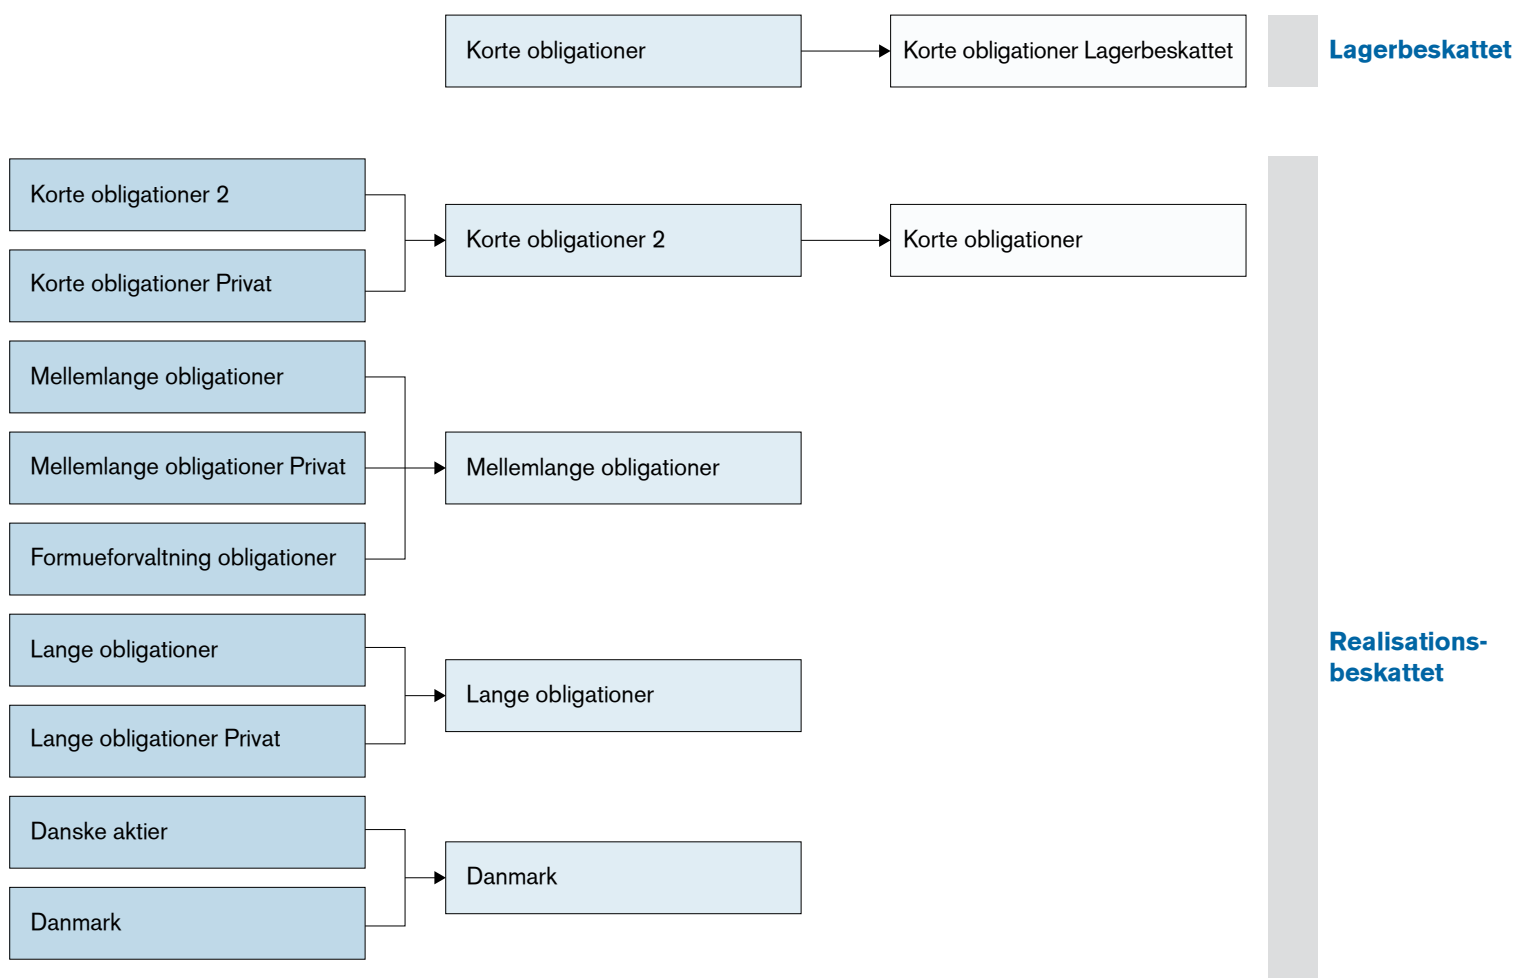 Korte obligationer
Korte obligationer Lagerbeskattet
Lagerbeskattet
Korte obligationer 2
Korte obligationer Privat
Korte obligationer 2
Korte obligationer
Mellemlange obligationer
Mellemlange obligationer Privat
Formueforvaltning obligationer
Mellemlange obligationer
Lange obligationer
Lange obligationer Privat
Lange obligationer
Realisations-
beskattet
Danske aktier
Danmark
Danmark